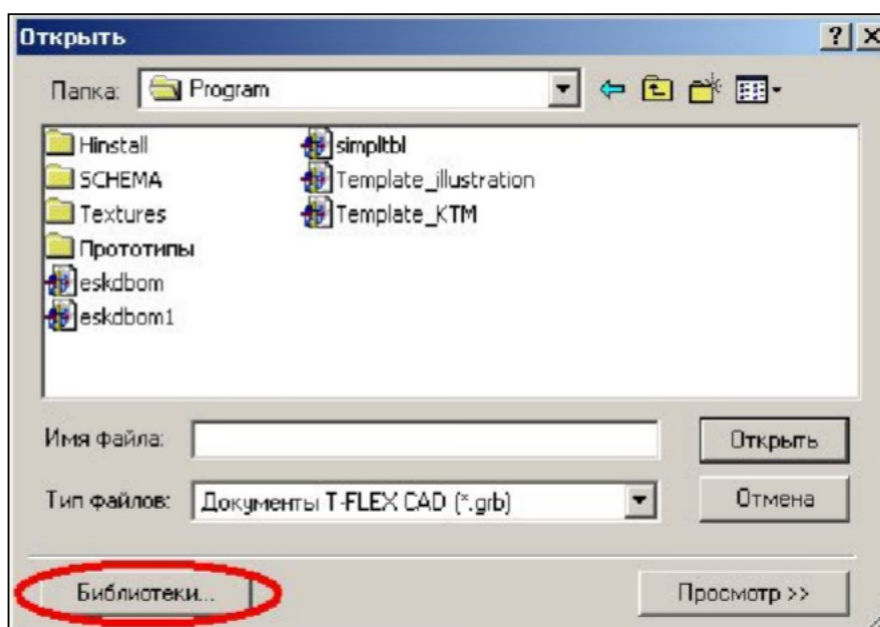 Открыть
Папка: Program
Hinstall
SCHEMA
Textures
Прототипы
eskdbom
eskdbom1
simpltbl
Template_illustration
Template_KTM
Имя файла:
Открыть
Тип файлов: Документы T-FLEX CAD (*.grb)
Отмена
Библиотеки...
Просмотр >>